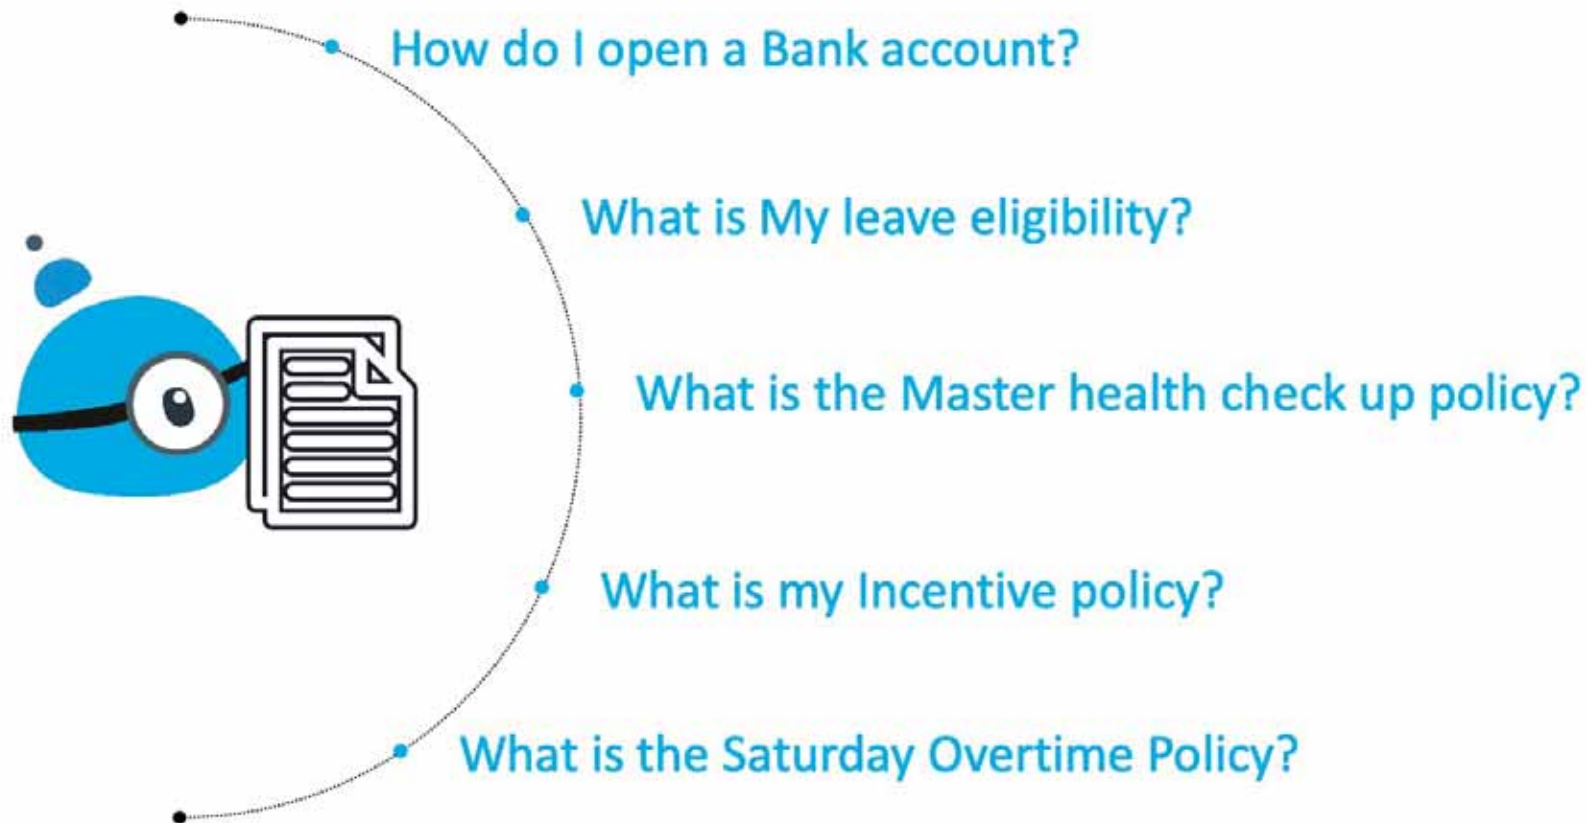 How do I open a Bank account?
What is My leave eligibility?
What is the Master health check up policy?
What is my Incentive policy?
What is the Saturday Overtime Policy?